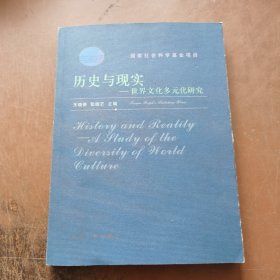 国家社会科学基金项目
历史与现实
——世界文化多元化研究
主编
History and Reality
—A Study of the
Diversity of World
Culture